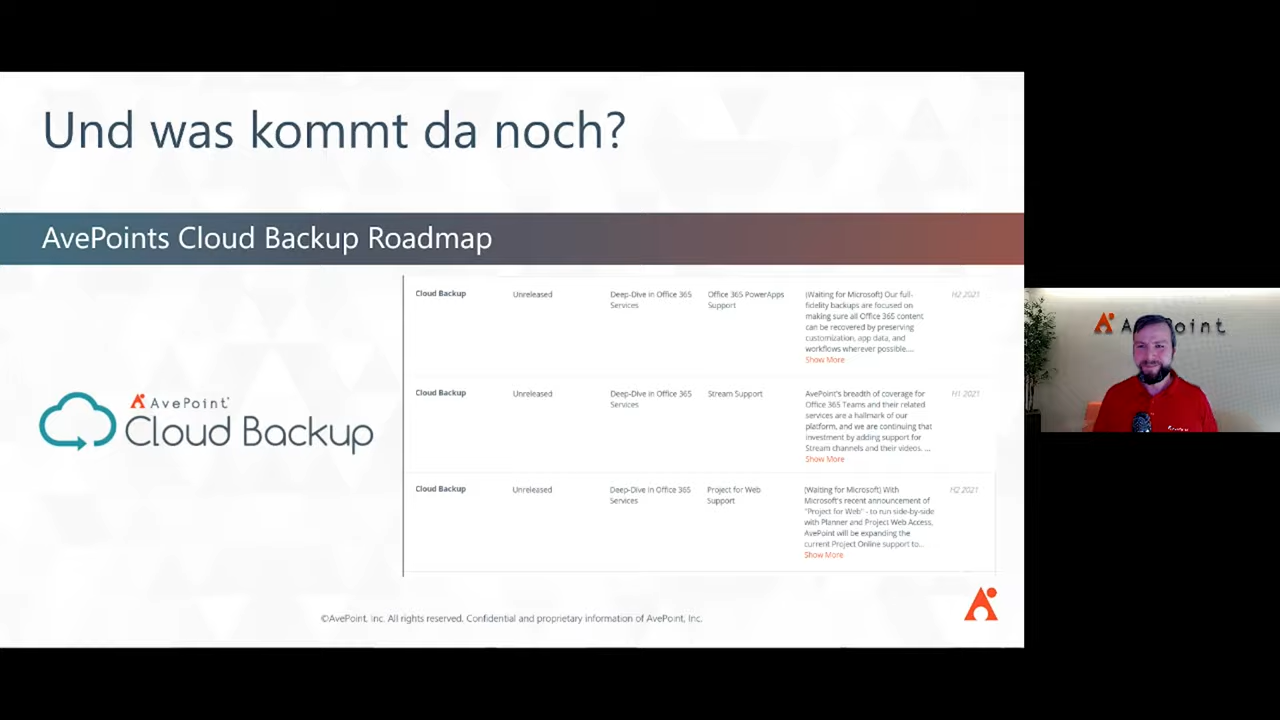 Und was kommt da noch?
AvePoints Cloud Backup Roadmap
AvePoint
Cloud Backup
Cloud Backup
Unreleased
Deep-Dive in Office 365
Services
Office 365 PowerApps
Support
(Waiting for Microsoft) Our full-
fidelity backups are focused on
making sure all Office 365 content
can be recovered by preserving
customization, app data, and
workflows wherever possible....
Show More
H2 2021
Cloud Backup
Unreleased
Deep-Dive in Office 365
Services
Stream Support
AvePoint's breadth of coverage for
Office 365 Teams and their related
services are a hallmark of our
platform, and we are continuing that
investment by adding support for
Stream channels and their videos. ...
Show More
H1 2021
Cloud Backup
Unreleased
Deep-Dive in Office 365
Services
Project for Web
Support
(Waiting for Microsoft) With
Microsoft's recent announcement of
"Project for Web" - to run side-by-side
with Planner and Project Web Access,
AvePoint will be expanding the
current Project Online support to...
Show More
H2 2021
©AvePoint, Inc. All rights reserved. Confidential and proprietary information of AvePoint, Inc.